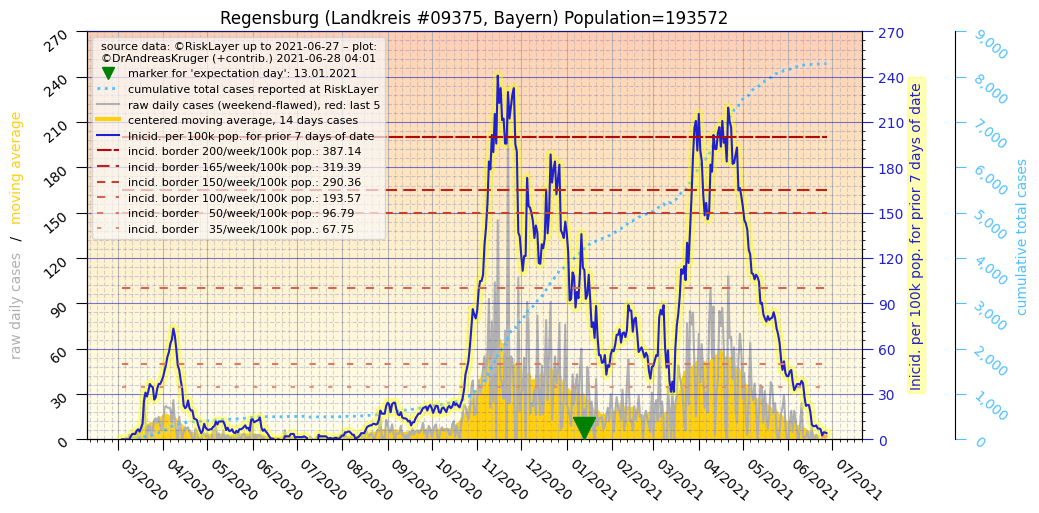 Regensburg (Landkreis #09375, Bayern) Population=193572
source data: ©RiskLayer up to 2021-06-27 – plot:
©DrAndreasKruger (+contrib.) 2021-06-28 04:01
marker for 'expectation day': 13.01.2021
cumulative total cases reported at RiskLayer
raw daily cases (weekend-flawed), red: last 5
centered moving average, 14 days cases
Inicid. per 100k pop. for prior 7 days of date
incid. border 200/week/100k pop.: 387.14
incid. border 165/week/100k pop.: 319.39
incid. border 150/week/100k pop.: 290.36
incid. border 100/week/100k pop.: 193.57
incid. border   50/week/100k pop.: 96.79
incid. border   35/week/100k pop.: 67.75
raw daily cases / moving average
270
240
210
180
150
120
90
60
30
0
270
240
210
180
150
120
90
60
30
0
Inicid. per 100k pop. for prior 7 days of date
9,000
8,000
7,000
6,000
5,000
4,000
3,000
2,000
1,000
0
cumulative total cases
03/2020
04/2020
05/2020
06/2020
07/2020
08/2020
09/2020
10/2020
11/2020
12/2020
01/2021
02/2021
03/2021
04/2021
05/2021
06/2021
07/2021